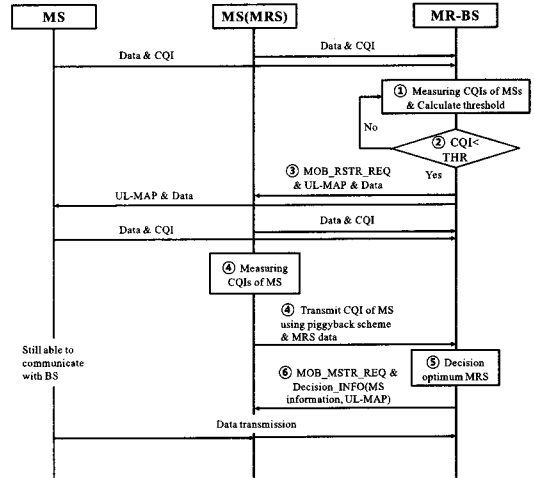 MS
MS(MRS)
MR-BS
Data & CQI
Data & CQI
① Measuring CQIs of MSs
& Calculate threshold
No
② CQI<
THR
Yes
③ MOB_RSTR_REQ
& UL-MAP & Data
UL-MAP & Data
Data & CQI
Data & CQI
④ Measuring
CQIs of MS
④ Transmit CQI of MS
using piggyback scheme
& MRS data
Still able to
communicate
with BS
⑤ Decision
optimum MRS
⑥ MOB_MSTR_REQ &
Decision_INFO(MS
information, UL-MAP)
Data transmission